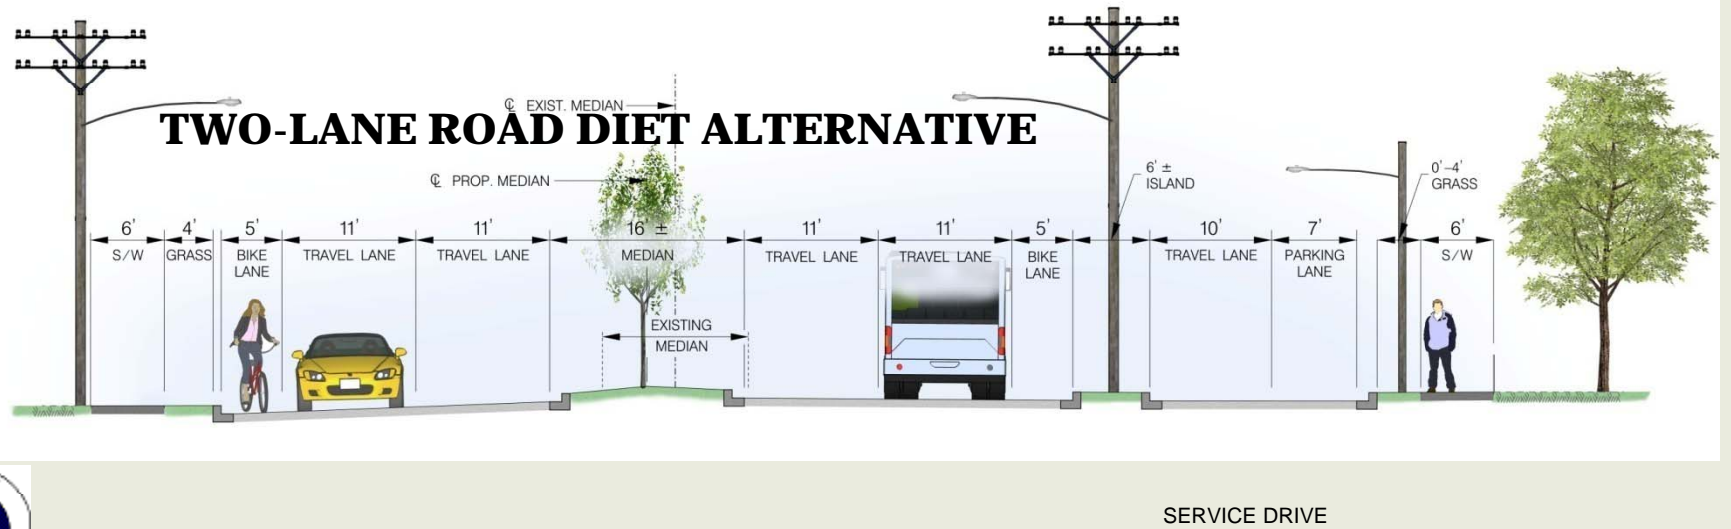 ℄ EXIST. MEDIAN
TWO-LANE ROAD DIET ALTERNATIVE
℄ PROP. MEDIAN
6' ±
ISLAND
0'-4'
GRASS
6' 4' 5' 11' 11' 16' ± 11' 11' 5' 10' 7' 6'
S/W GRASS BIKE TRAVEL LANE TRAVEL LANE MEDIAN TRAVEL LANE TRAVEL LANE BIKE TRAVEL LANE PARKING S/W
LANE LANE LANE
EXISTING
MEDIAN
SERVICE DRIVE